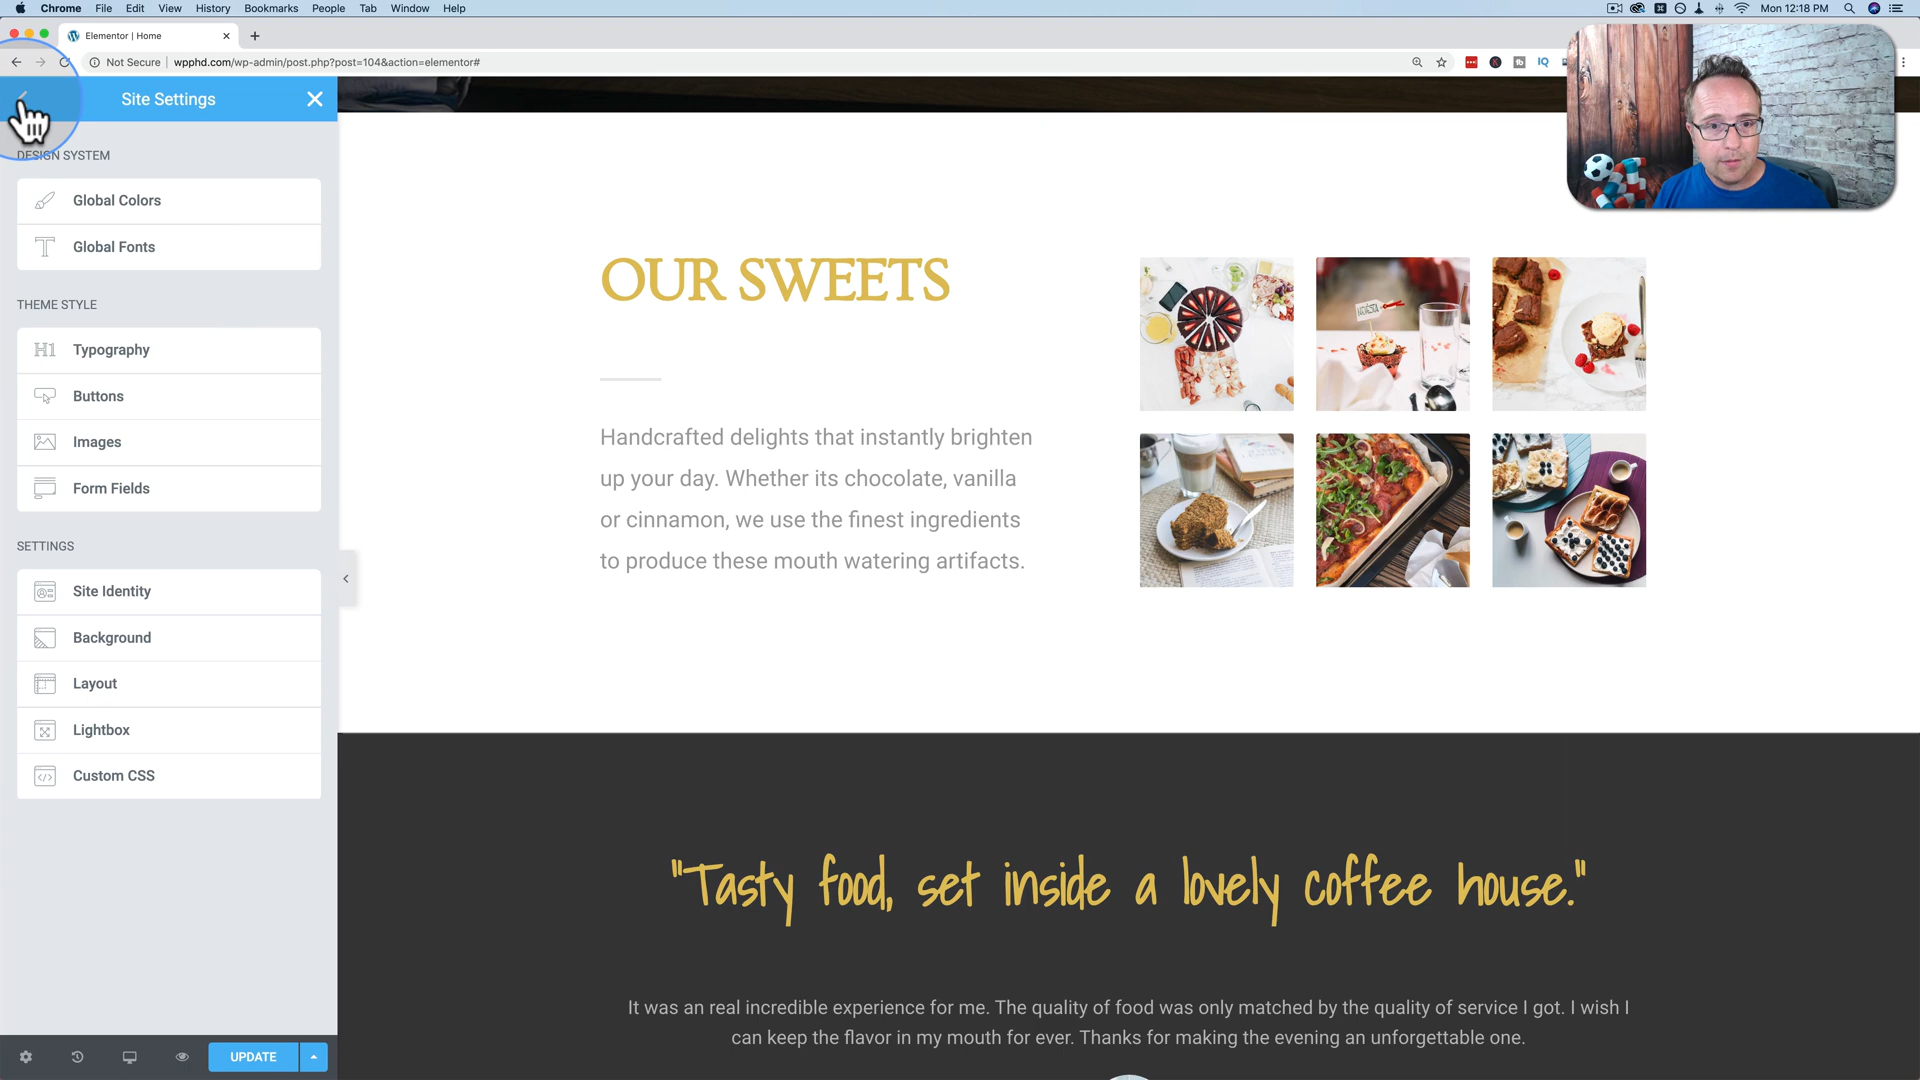 Chrome File Edit View History Bookmarks People Tab Window Help Mon 12:18 PM
Elementor | Home
Not Secure | wpphd.com/wp-admin/post.php?post=104&action=elementor# IQ
Site Settings
DESIGN SYSTEM
Global Colors
Global Fonts
THEME STYLE
H1 Typography
Buttons
Images
Form Fields
SETTINGS
Site Identity
Background
Layout
Lightbox
Custom CSS
UPDATE
OUR SWEETS
Handcrafted delights that instantly brighten
up your day. Whether its chocolate, vanilla
or cinnamon, we use the finest ingredients
to produce these mouth watering artifacts.
"Tasty food, set inside a lovely coffee house."
It was an real incredible experience for me. The quality of food was only matched by the quality of service I got. I wish I
can keep the flavor in my mouth for ever. Thanks for making the evening an unforgettable one.